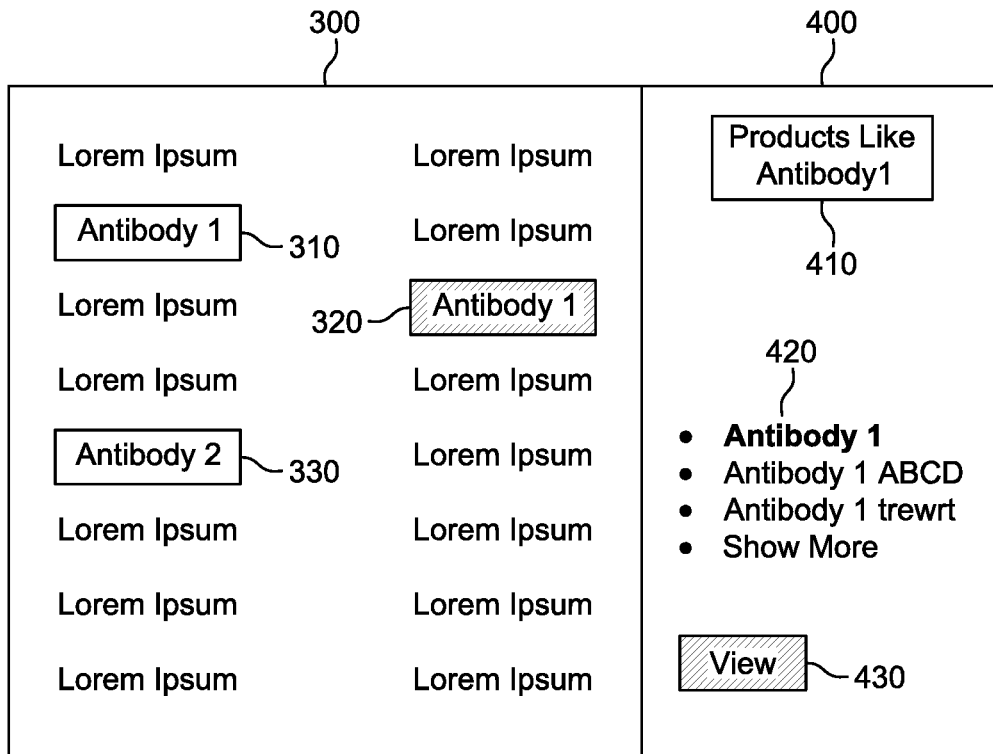 300
400
Lorem Ipsum
Antibody 1
310
Lorem Ipsum
Lorem Ipsum
Antibody 2
330
Lorem Ipsum
Lorem Ipsum
Lorem Ipsum
Lorem Ipsum
Lorem Ipsum
320
Antibody 1
Lorem Ipsum
Lorem Ipsum
Lorem Ipsum
Lorem Ipsum
Lorem Ipsum
Products Like
Antibody1
410
420
• Antibody 1
• Antibody 1 ABCD
• Antibody 1 trewrt
• Show More
View
430